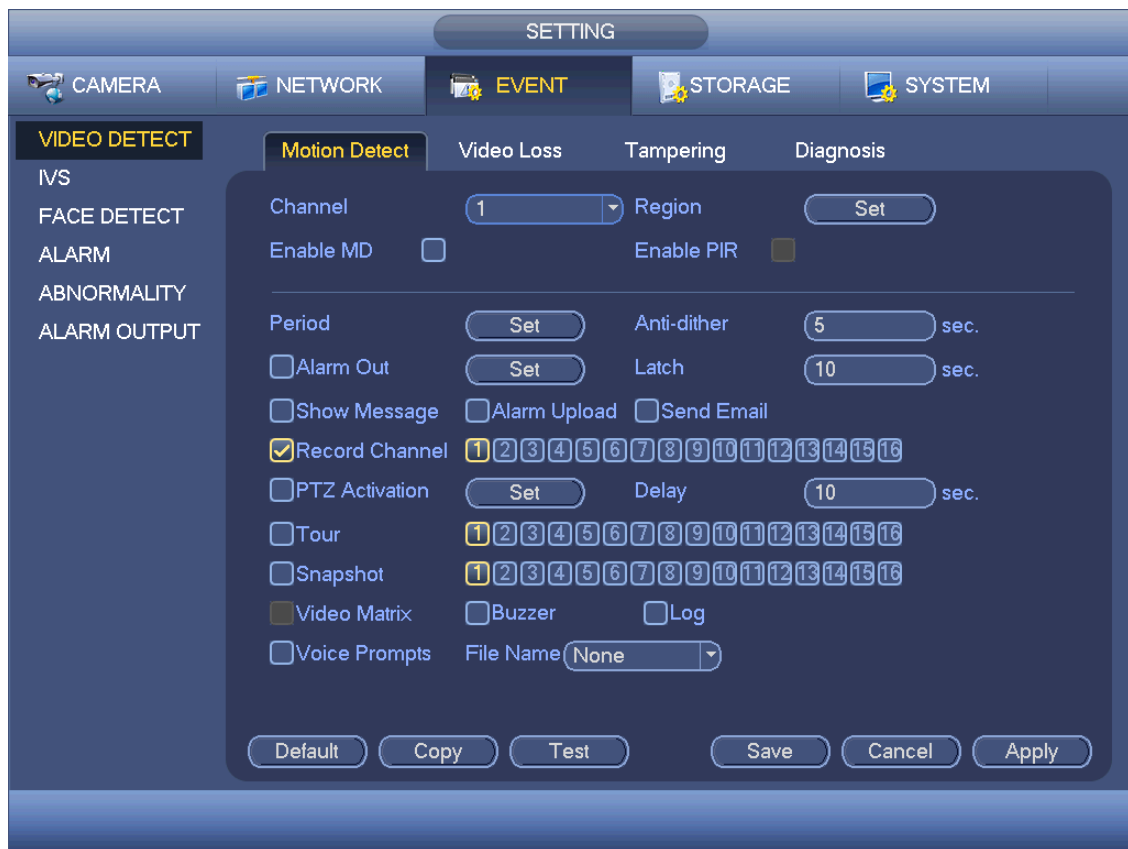 SETTING
CAMERA NETWORK EVENT STORAGE SYSTEM
VIDEO DETECT
IVS
FACE DETECT
ALARM
ABNORMALITY
ALARM OUTPUT
Motion Detect Video Loss Tampering Diagnosis
Channel 1 Region Set
Enable MD Enable PIR
Period Set Anti-dither 5 sec.
Alarm Out Set Latch 10 sec.
Show Message Alarm Upload Send Email
Record Channel 1 2 3 4 5 6 7 8 9 10 11 12 13 14 15 16
PTZ Activation Set Delay 10 sec.
Tour 1 2 3 4 5 6 7 8 9 10 11 12 13 14 15 16
Snapshot 1 2 3 4 5 6 7 8 9 10 11 12 13 14 15 16
Video Matrix Buzzer Log
Voice Prompts File Name None
Default Copy Test Save Cancel Apply